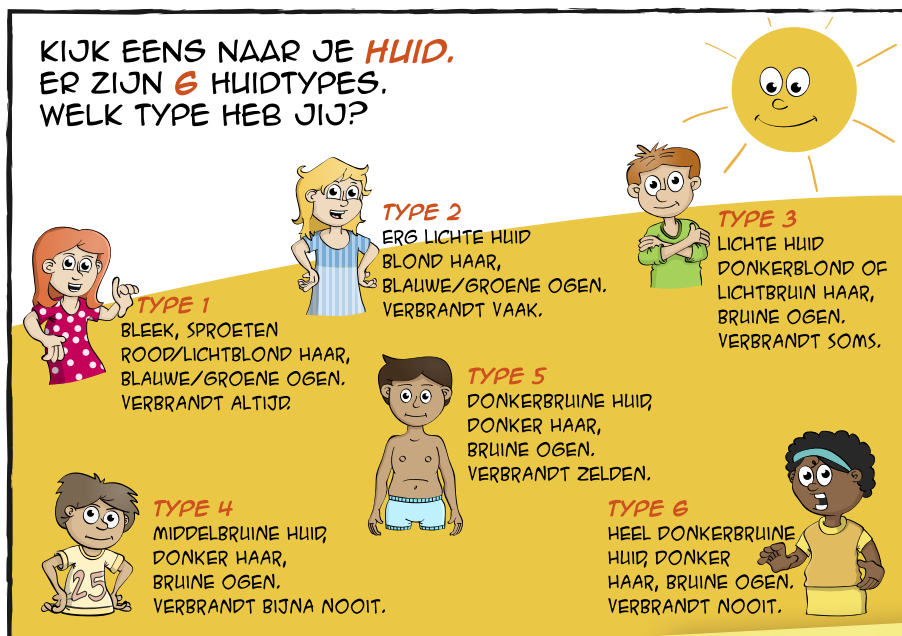 KIJK EENS NAAR JE HUID.
ER ZIJN 6 HUIDTYPES.
WELK TYPE HEB JIJ?
TYPE 1
BLEEK, SPROETEN
ROOD/LICHTBLOND HAAR,
BLAUWE/GROENE OGEN.
VERBRANDT ALTIJD.
TYPE 2
ERG LICHTE HUID
BLOND HAAR,
BLAUWE/GROENE OGEN.
VERBRANDT VAAK.
TYPE 3
LICHTE HUID
DONKERBLOND OF
LICHTBRUIN HAAR,
BRUINE OGEN.
VERBRANDT SOMS.
TYPE 4
MIDDELBRUINE HUID,
DONKER HAAR,
BRUINE OGEN.
VERBRANDT BIJNA NOOIT.
25
TYPE 5
DONKERBRUINE HUID,
DONKER HAAR,
BRUINE OGEN.
VERBRANDT ZELDEN.
TYPE 6
HEEL DONKERBRUINE
HUID, DONKER
HAAR, BRUINE OGEN.
VERBRANDT NOOIT.